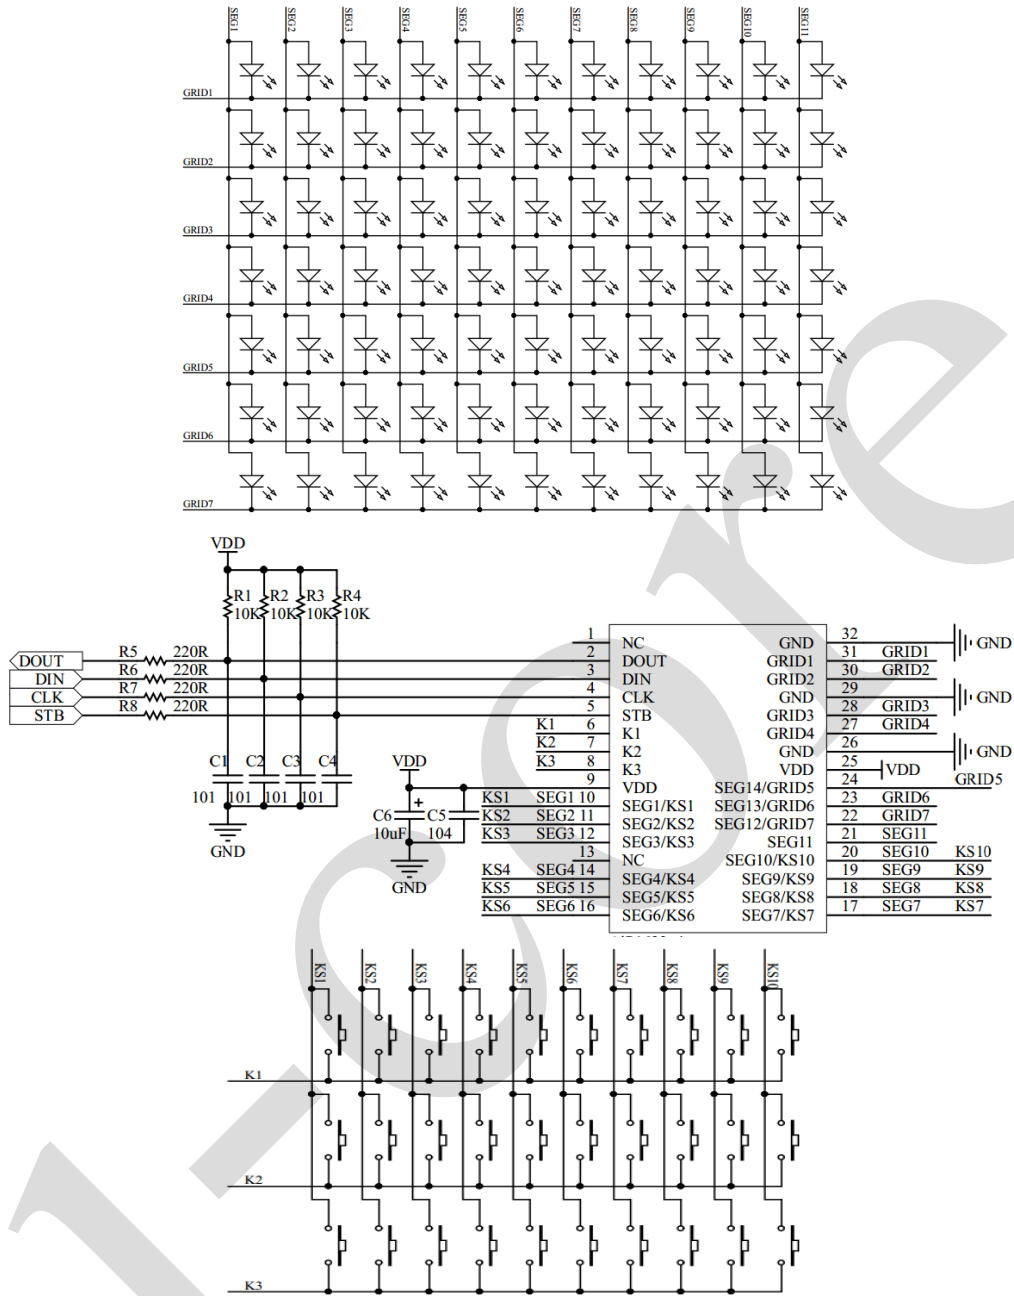 SEG1 SEG2 SEG3 SEG4 SEG5 SEG6 SEG7 SEG8 SEG9 SEG10 SEG11
GRID1
GRID2
GRID3
GRID4
GRID5
GRID6
GRID7
VDD
R1 R2 R3 R4
10K 10K 10K 10K
DOUT R5 220R
DIN R6 220R
CLK R7 220R
STB R8 220R
C1 C2 C3 C4
101 101 101 101
GND
VDD
+
C6 C5
10uF 104
GND
K1
K2
K3
KS1 SEG1
KS2 SEG2
KS3 SEG3
KS4 SEG4
KS5 SEG5
KS6 SEG6
1 NC GND 32 GND
2 DOUT GRID1 31 GRID1
3 DIN GRID2 30 GRID2
4 CLK GND 29 GND
5 STB GRID3 28 GRID3
6 K1 GRID4 27 GRID4
7 K2 GND 26 GND
8 K3 VDD 25 VDD
9 VDD SEG14/GRID5 24 GRID5
10 SEG1/KS1 SEG13/GRID6 23 GRID6
11 SEG2/KS2 SEG12/GRID7 22 GRID7
12 SEG3/KS3 SEG11 21 SEG11
13 NC SEG10/KS10 20 SEG10 KS10
14 SEG4/KS4 SEG9/KS9 19 SEG9 KS9
15 SEG5/KS5 SEG8/KS8 18 SEG8 KS8
16 SEG6/KS6 SEG7/KS7 17 SEG7 KS7
KS1 KS2 KS3 KS4 KS5 KS6 KS7 KS8 KS9 KS10
K1
K2
K3